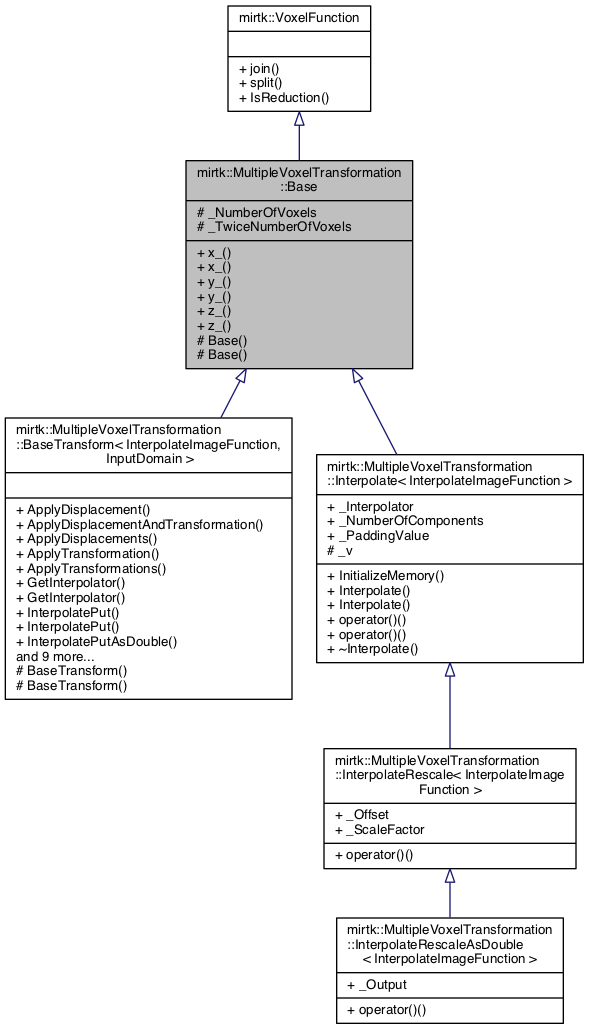 mirtk::VoxelFunction
+ join()
+ split()
+ IsReduction()
mirtk::MultipleVoxelTransformation
::Base
# _NumberOfVoxels
# _TwiceNumberOfVoxels
+ x_()
+ x_()
+ y_()
+ y_()
+ z_()
+ z_()
# Base()
# Base()
mirtk::MultipleVoxelTransformation
::BaseTransform< InterpolateImageFunction,
InputDomain >
+ ApplyDisplacement()
+ ApplyDisplacementAndTransformation()
+ ApplyDisplacements()
+ ApplyTransformation()
+ ApplyTransformations()
+ GetInterpolator()
+ GetInterpolator()
+ InterpolatePut()
+ InterpolatePut()
+ InterpolatePutAsDouble()
and 9 more...
# BaseTransform()
# BaseTransform()
mirtk::MultipleVoxelTransformation
::Interpolate< InterpolateImageFunction >
+ _Interpolator
+ _NumberOfComponents
+ _PaddingValue
# _v
+ InitializeMemory()
+ Interpolate()
+ Interpolate()
+ operator()()
+ operator()()
+ ~Interpolate()
mirtk::MultipleVoxelTransformation
::InterpolateRescale< InterpolateImage
Function >
+ _Offset
+ _ScaleFactor
+ operator()()
mirtk::MultipleVoxelTransformation
::InterpolateRescaleAsDouble
< InterpolateImageFunction >
+ _Output
+ operator()()